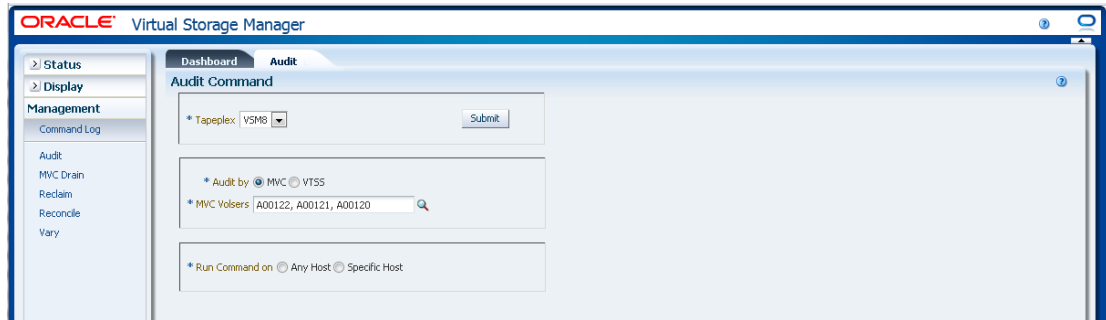 ORACLE® Virtual Storage Manager
Status
Display
Management
Command Log
Audit
MVC Drain
Reclaim
Reconcile
Vary
Dashboard Audit
Audit Command
* Tapeplex VSM8 Submit
* Audit by MVC VTSS
* MVC Volsers A00122, A00121, A00120
* Run Command on Any Host Specific Host